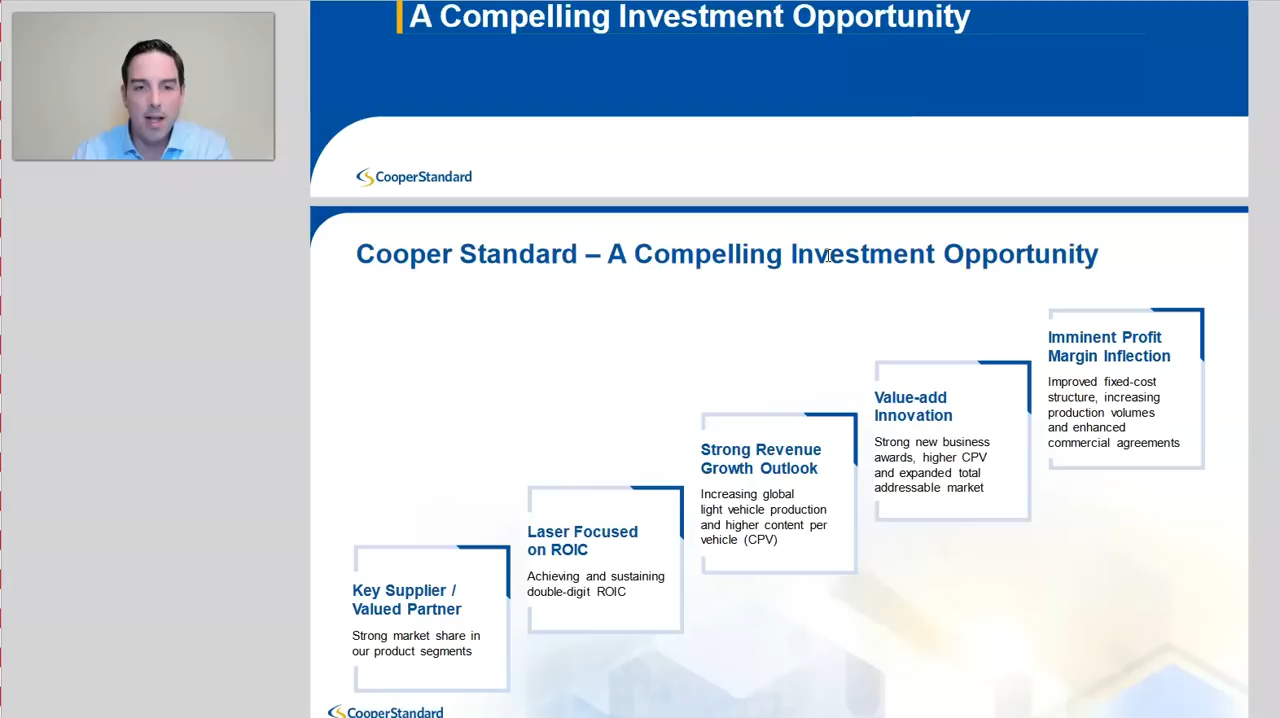 A Compelling Investment Opportunity
CooperStandard
Cooper Standard – A Compelling Investment Opportunity
Key Supplier /
Valued Partner
Strong market share in
our product segments
Laser Focused
on ROIC
Achieving and sustaining
double-digit ROIC
Strong Revenue
Growth Outlook
Increasing global
light vehicle production
and higher content per
vehicle (CPV)
Value-add
Innovation
Strong new business
awards, higher CPV
and expanded total
addressable market
Imminent Profit
Margin Inflection
Improved fixed-cost
structure, increasing
production volumes
and enhanced
commercial agreements
CooperStandard